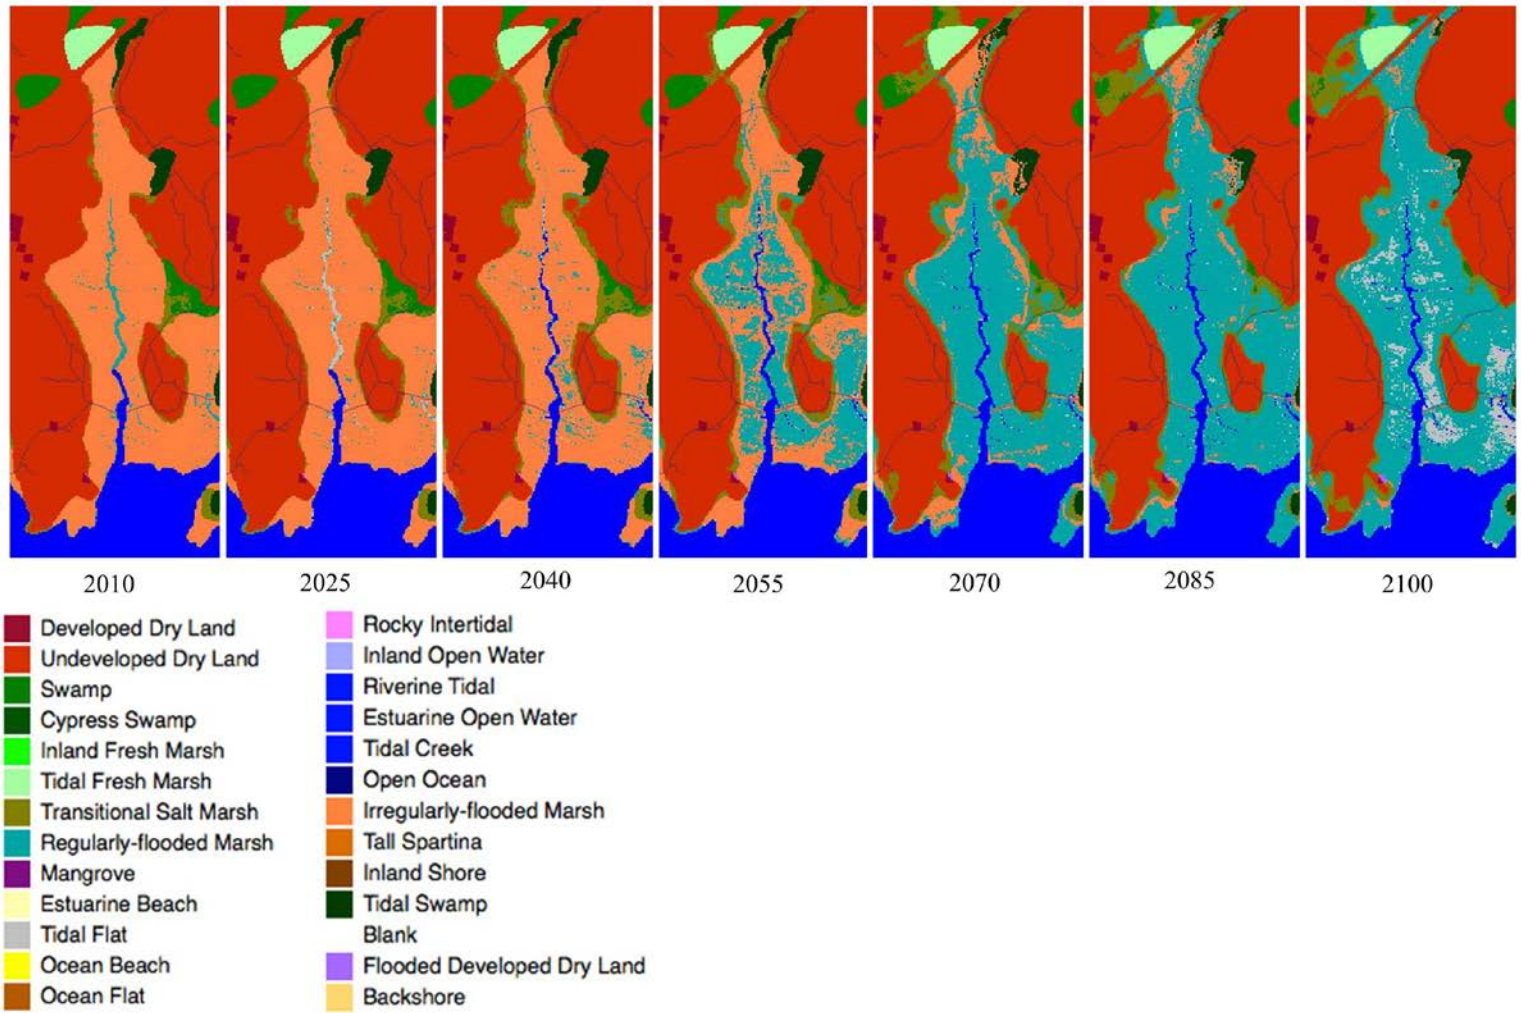 2010 2025 2040 2055 2070 2085 2100
Developed Dry Land
Undeveloped Dry Land
Swamp
Cypress Swamp
Inland Fresh Marsh
Tidal Fresh Marsh
Transitional Salt Marsh
Regularly-flooded Marsh
Mangrove
Estuarine Beach
Tidal Flat
Ocean Beach
Ocean Flat
Rocky Intertidal
Inland Open Water
Riverine Tidal
Estuarine Open Water
Tidal Creek
Open Ocean
Irregularly-flooded Marsh
Tall Spartina
Inland Shore
Tidal Swamp
Blank
Flooded Developed Dry Land
Backshore